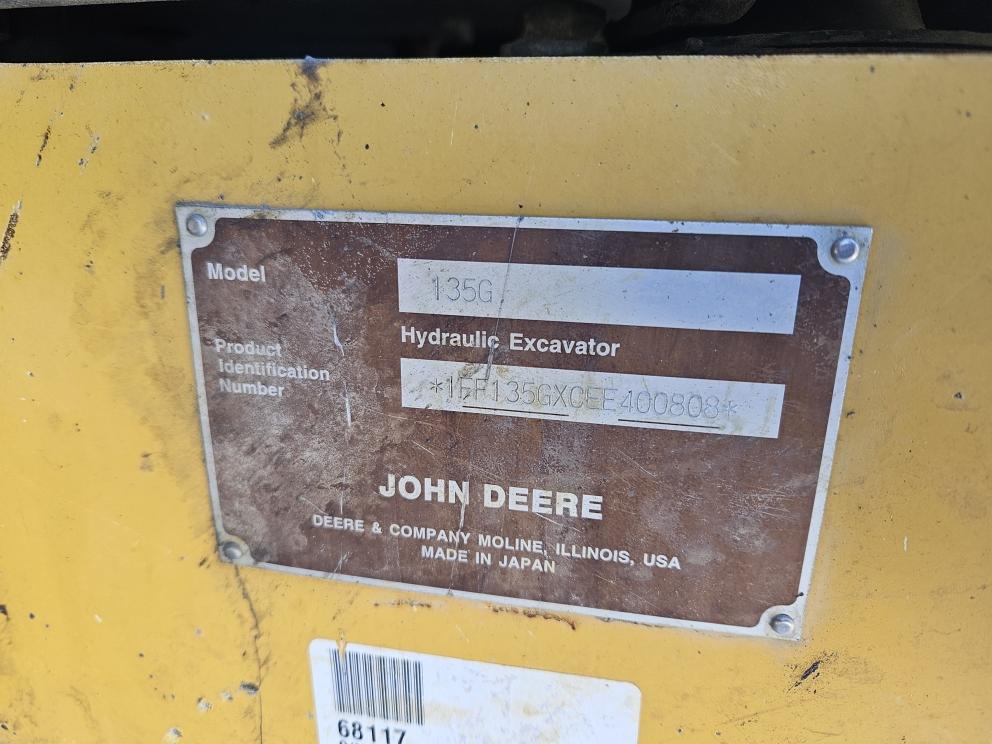 Model
135G
Hydraulic Excavator
Product
Identification
Number
*1FF135GXCEE400808*
JOHN DEERE
DEERE & COMPANY MOLINE, ILLINOIS, USA
MADE IN JAPAN
68117